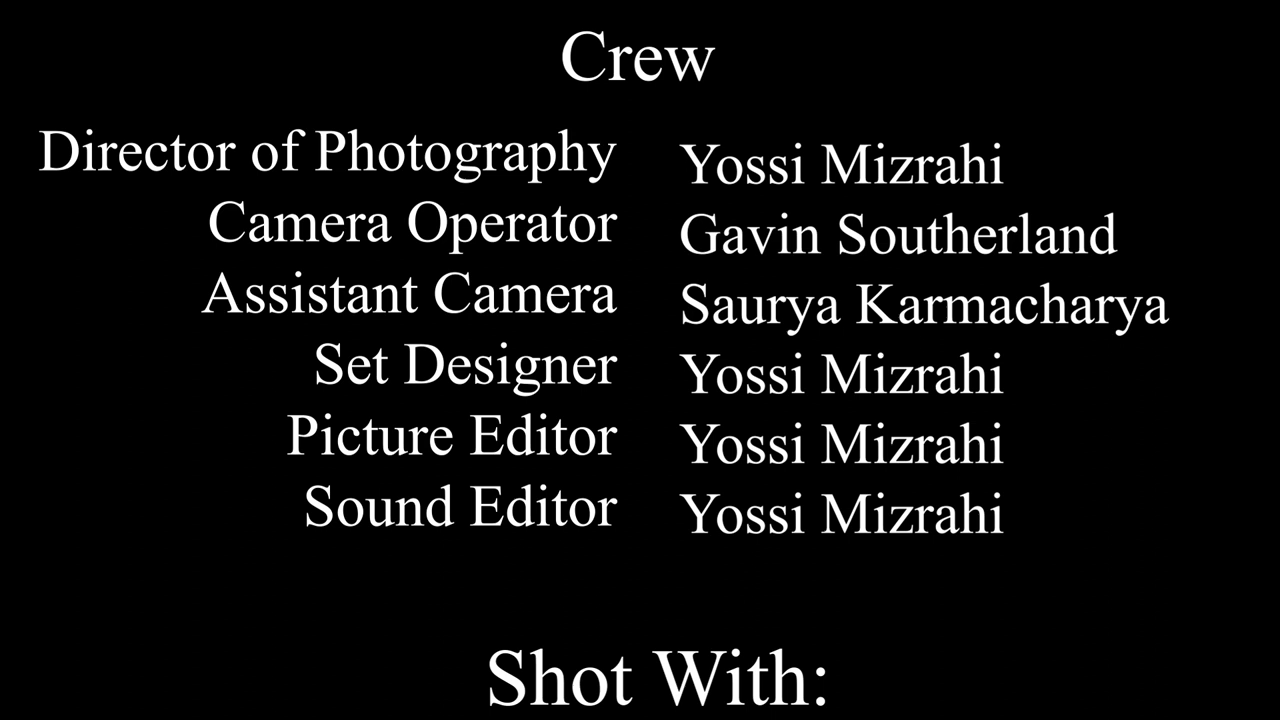 Crew
Director of Photography Yossi Mizrahi
Camera Operator Gavin Southerland
Assistant Camera Saurya Karmacharya
Set Designer Yossi Mizrahi
Picture Editor Yossi Mizrahi
Sound Editor Yossi Mizrahi
Shot With: